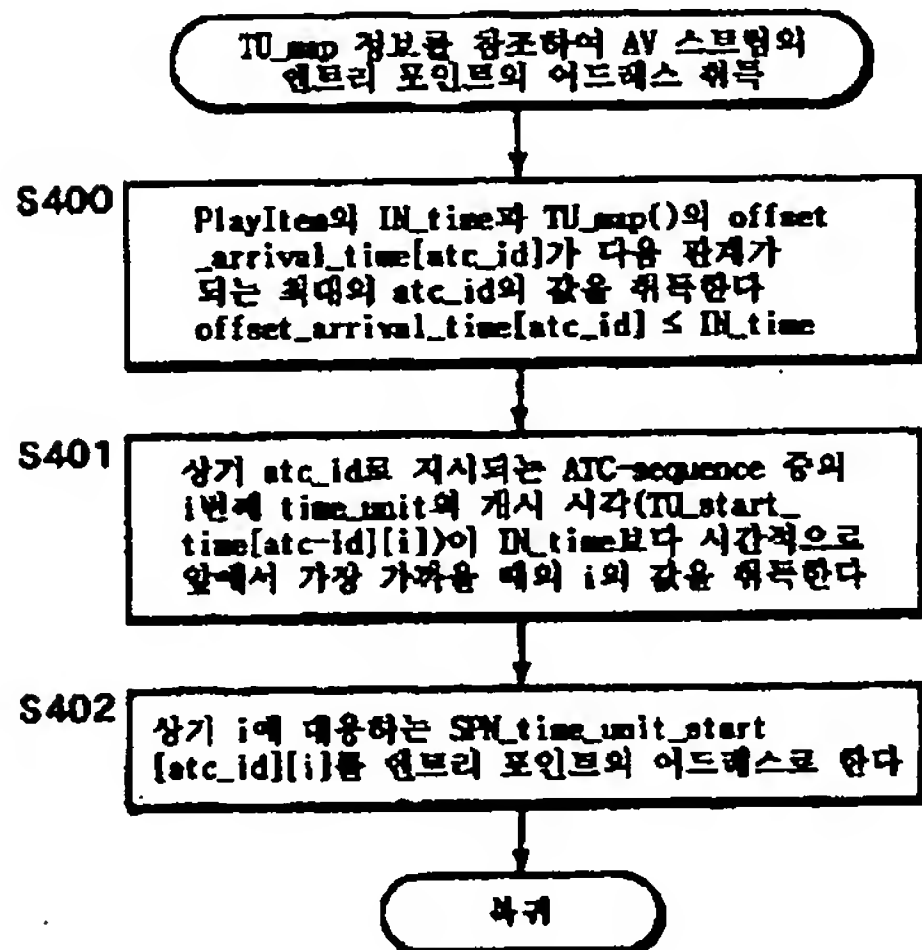 TU_map 정보를 참조하여 AV 스트림의
엔트리 포인트의 어드레스 취득
S400
PlayItem의 IN_time과 TU_map()의 offset
_arrival_time[atc_id]가 다음 관계가
되는 최대의 atc_id의 값을 취득한다
offset_arrival_time[atc_id] ≤ IN_time
S401
상기 atc_id로 지시되는 ATC-sequence 중의
i번째 time_unit의 개시 시각(TU_start_
time[atc-id][i])이 IN_time보다 시간적으로
앞에서 가장 가까울 때의 i의 값을 취득한다
S402
상기 i에 대응하는 SPN_time_unit_start
[atc_id][i]를 엔트리 포인트의 어드레스로 한다
복귀